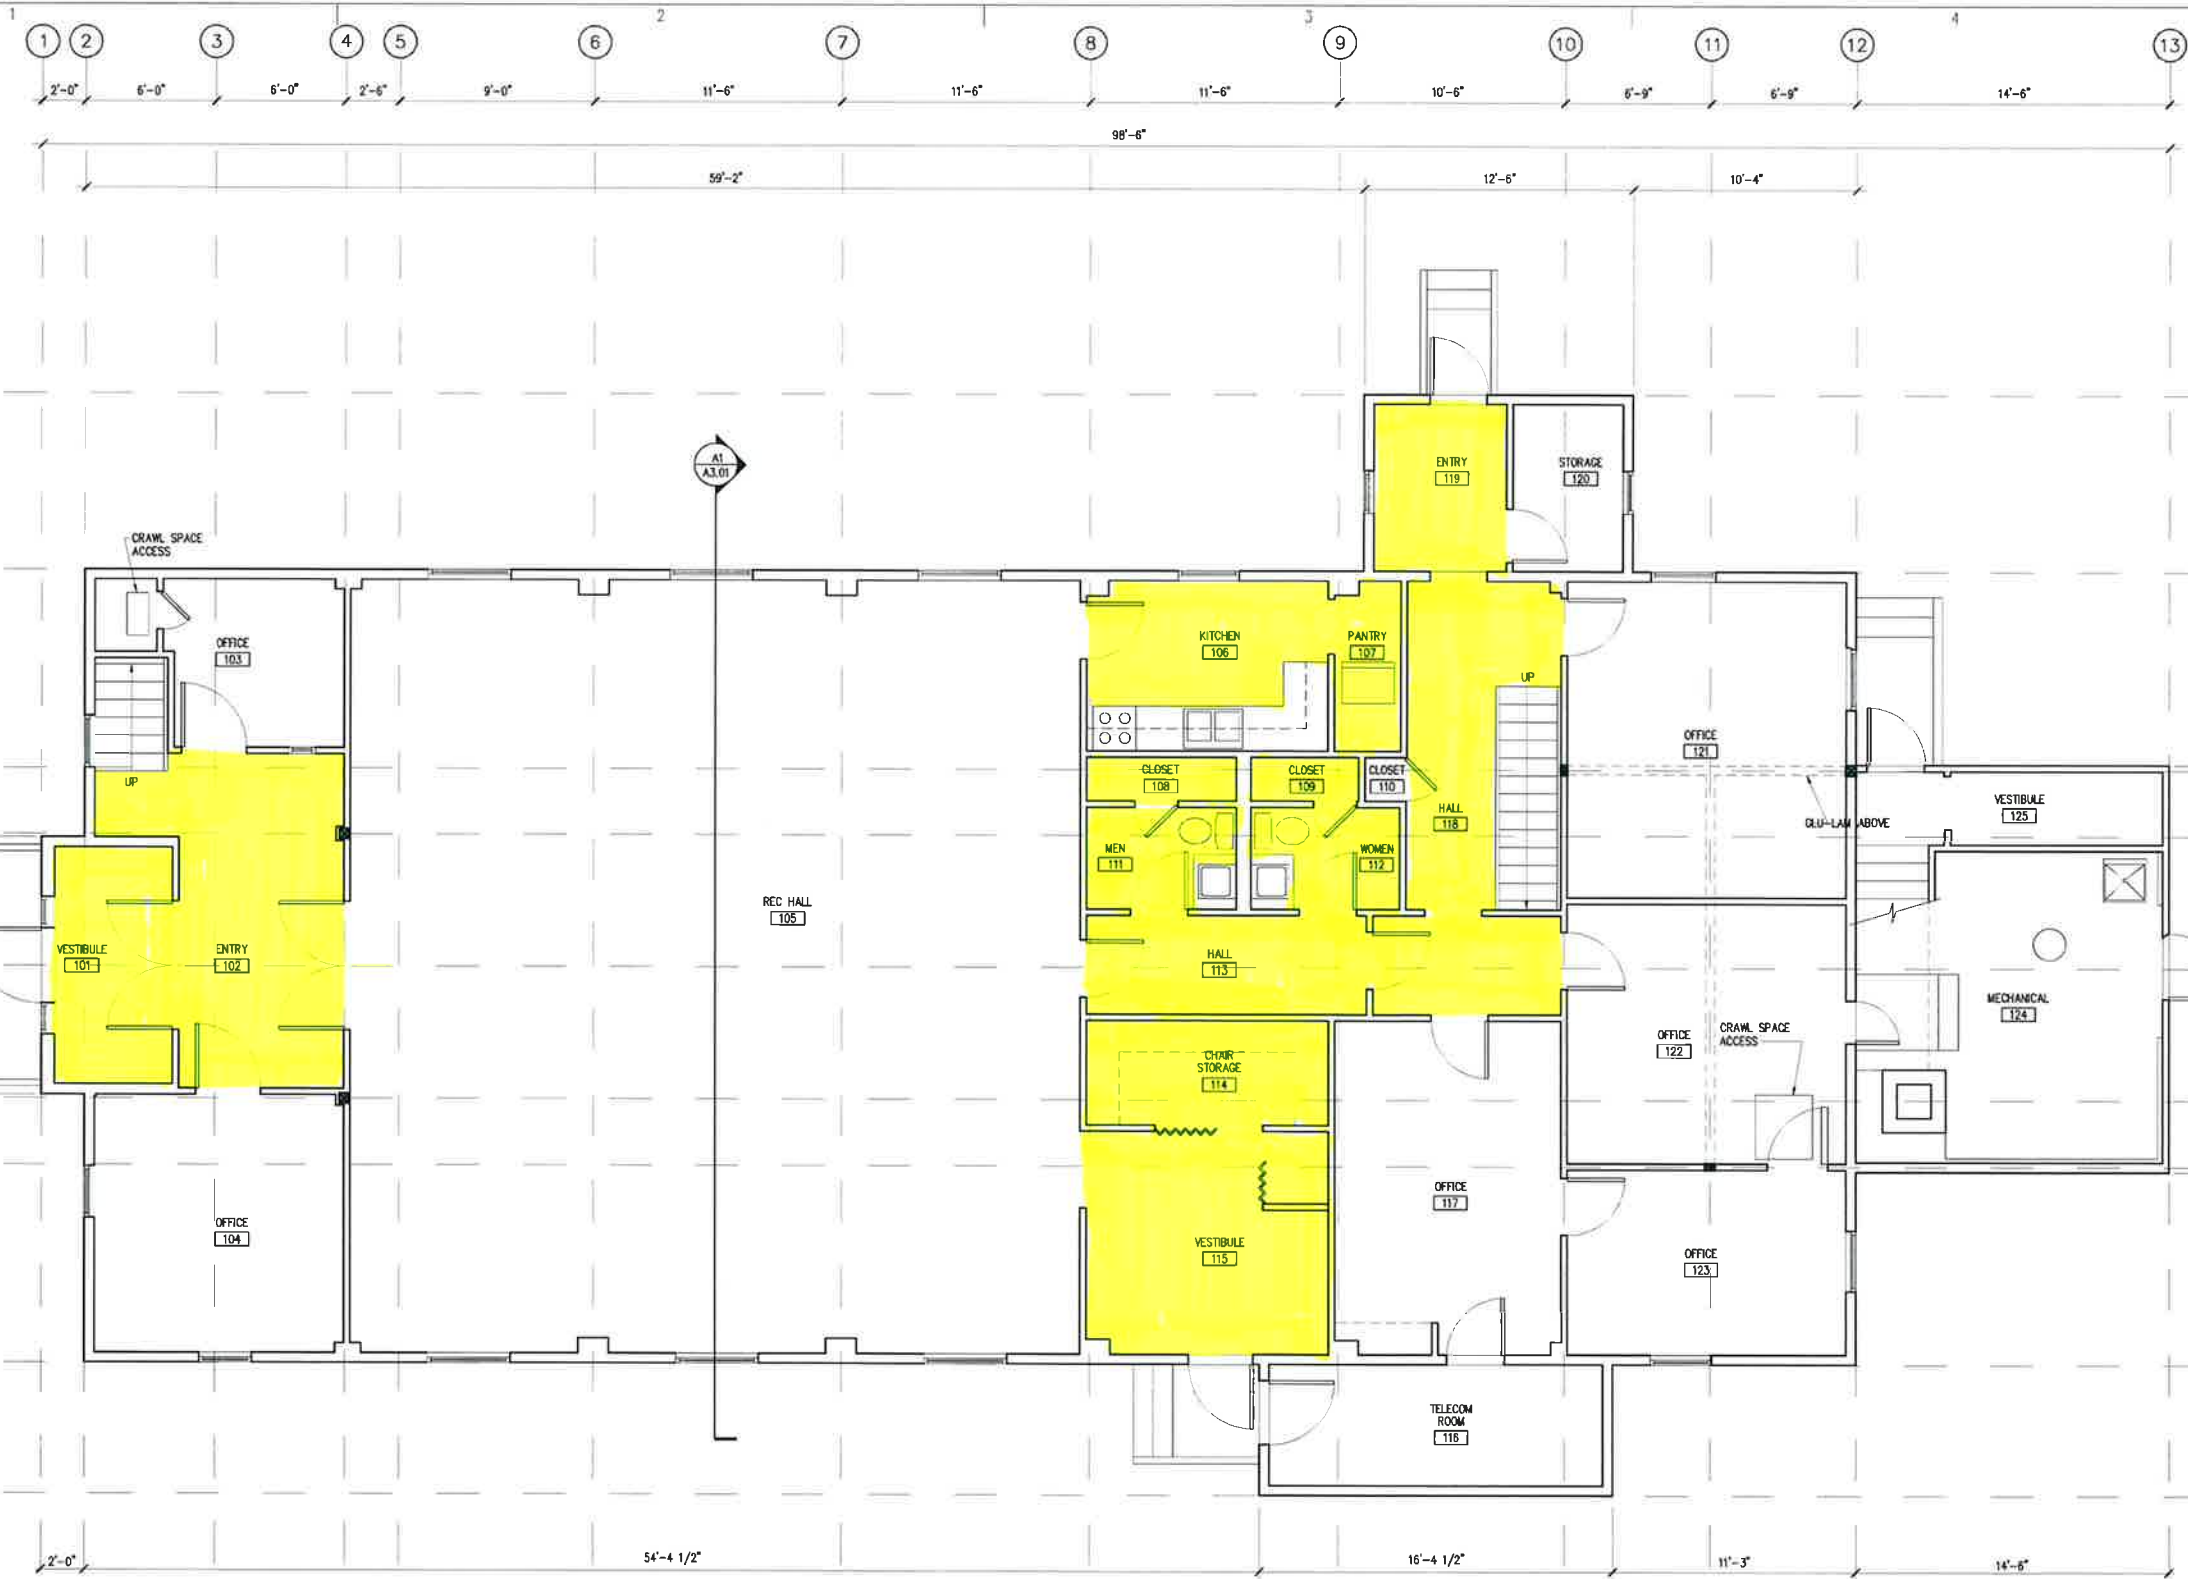 1 2 3 4
1 2 3 4 5 6 7 8 9 10 11 12 13
2'-0" 6'-0" 6'-0" 2'-6" 9'-0" 11'-6" 11'-6" 11'-6" 10'-6" 6'-9" 6'-9" 14'-6"
98'-6"
59'-2" 12'-6" 10'-4"
A1
A3.01
ENTRY
119
STORAGE
120
CRAWL SPACE
ACCESS
OFFICE
103
UP
KITCHEN
106
PANTRY
107
UP
OFFICE
121
CLOSET
108
CLOSET
109
CLOSET
110
HALL
118
GLU-LAM ABOVE
VESTIBULE
125
MEN
111
WOMEN
112
REC HALL
105
VESTIBULE
101
ENTRY
102
HALL
113
MECHANICAL
124
OFFICE
122
CRAWL SPACE
ACCESS
CHAIR
STORAGE
114
OFFICE
117
OFFICE
104
VESTIBULE
115
OFFICE
123
TELECOM
ROOM
116
2'-0" 54'-4 1/2" 16'-4 1/2" 11'-3" 14'-6"